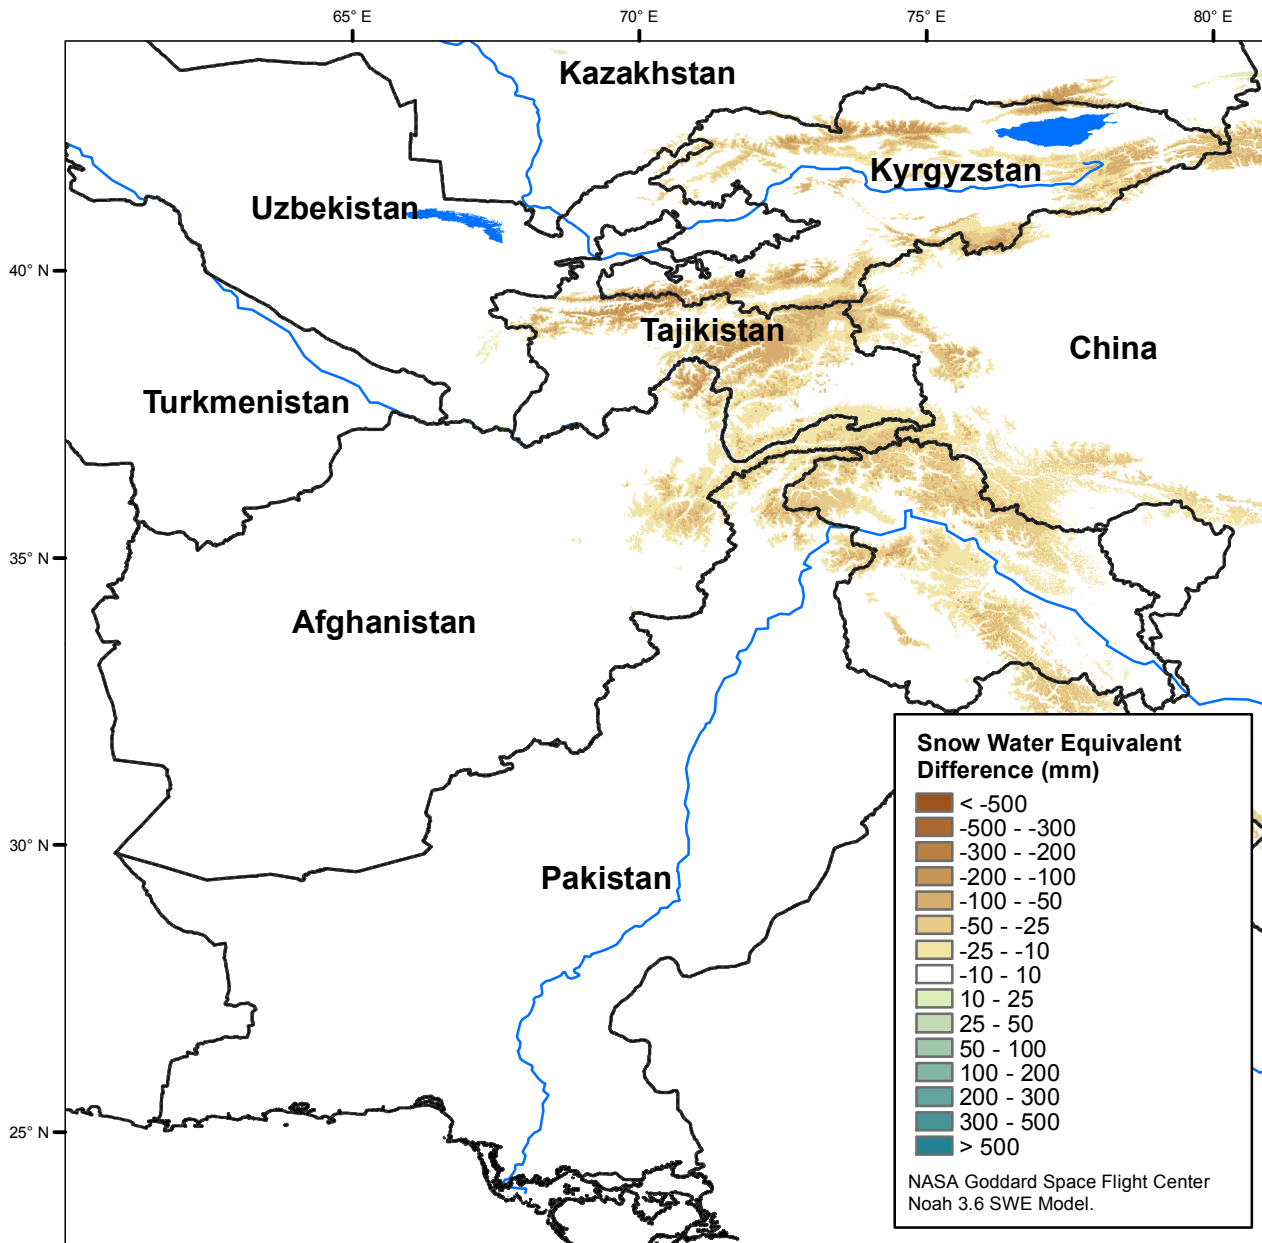 65° E
70° E
75° E
80° E
Kazakhstan
Kyrgyzstan
Uzbekistan
40° N
Tajikistan
China
Turkmenistan
35° N
Afghanistan
30° N
Pakistan
25° N
Snow Water Equivalent
Difference (mm)
< -500
-500 - -300
-300 - -200
-200 - -100
-100 - -50
-50 - -25
-25 - -10
-10 - 10
10 - 25
25 - 50
50 - 100
100 - 200
200 - 300
300 - 500
> 500
NASA Goddard Space Flight Center
Noah 3.6 SWE Model.